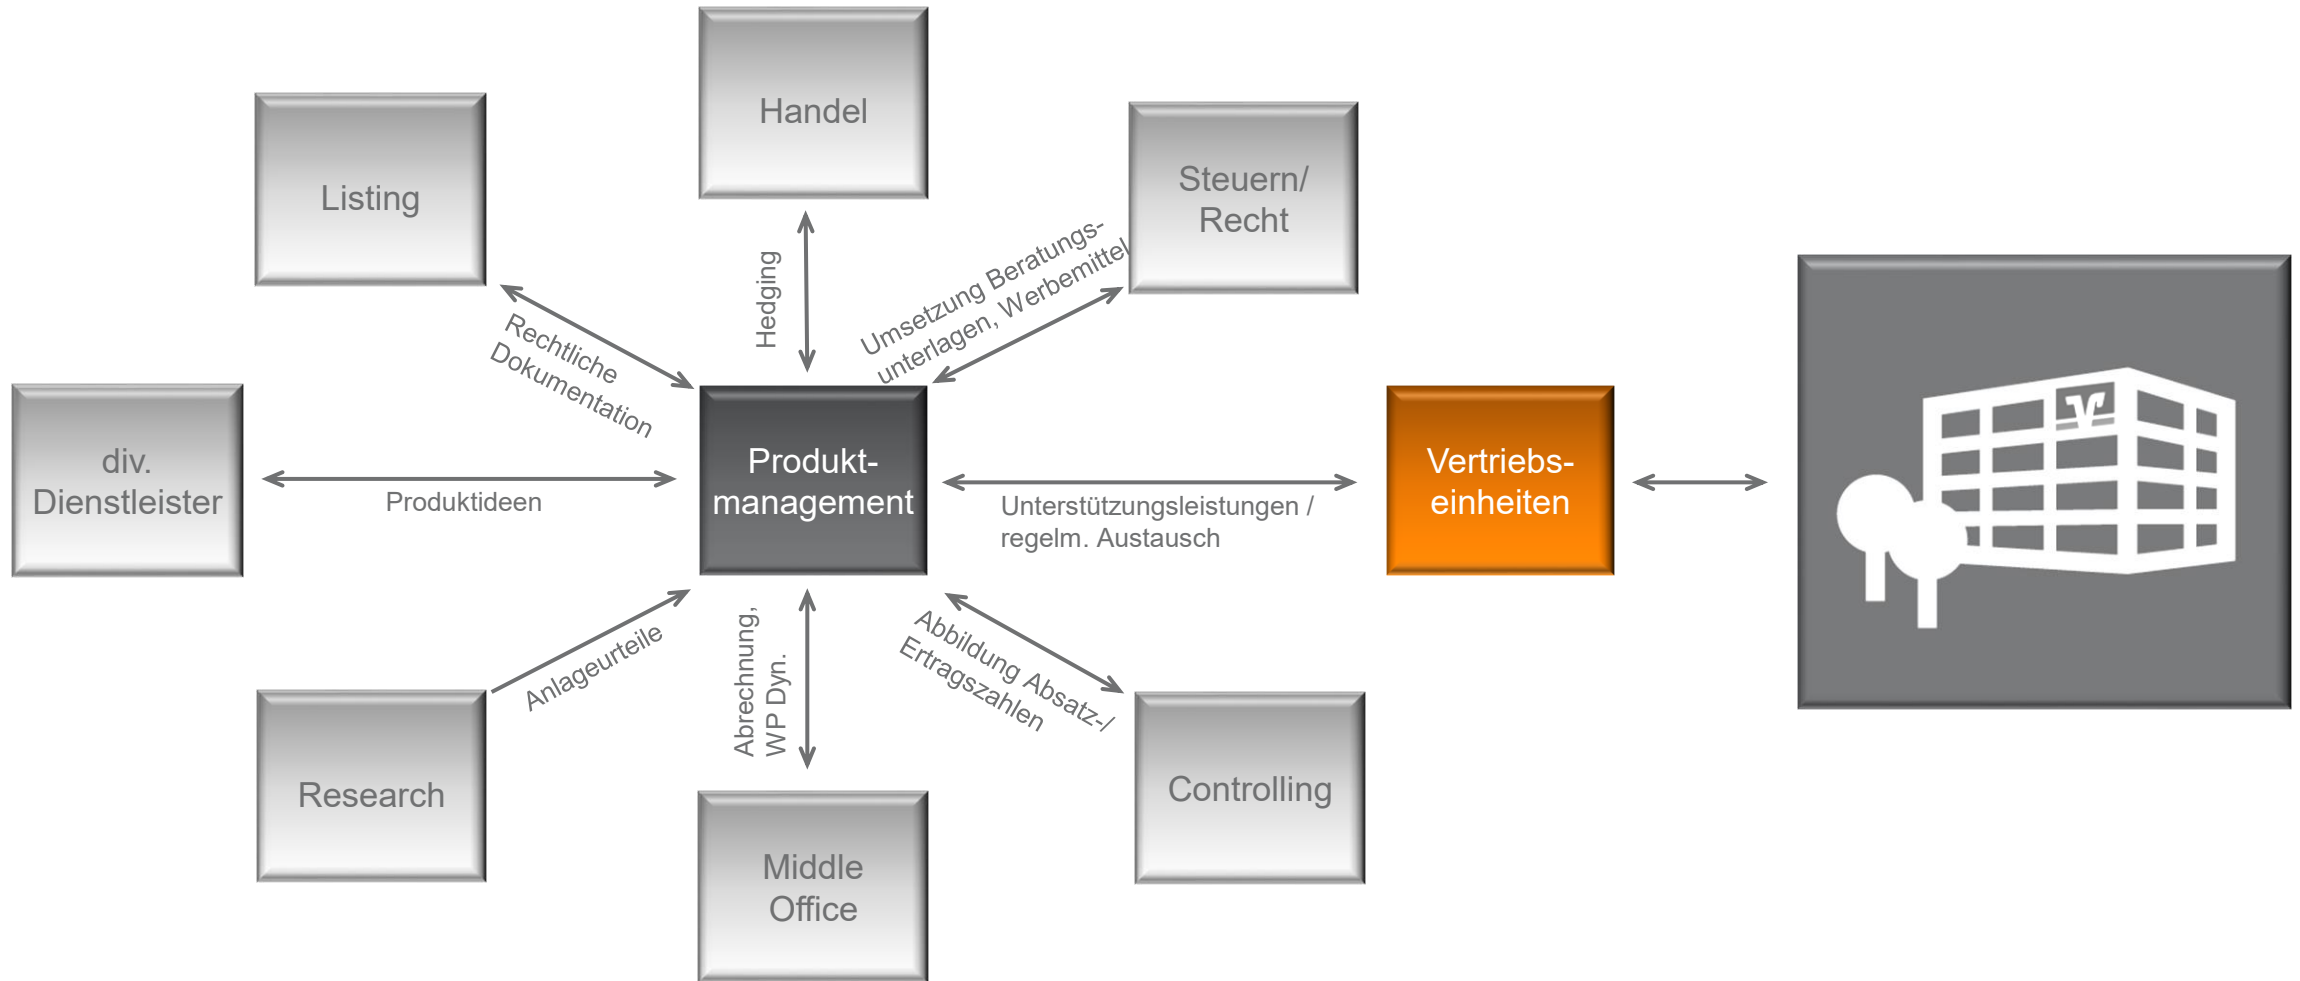 Handel
Listing
Steuern/
Recht
Hedging
Umsetzung Beratungs-
unterlagen, Werbemittel
Rechtliche
Dokumentation
div.
Dienstleister
Produktideen
Produkt-
management
Unterstützungsleistungen /
regelm. Austausch
Vertriebs-
einheiten
Anlageurteile
Abrechnung,
WP Dyn.
Abbildung Absatz-/
Ertragszahlen
Research
Middle
Office
Controlling